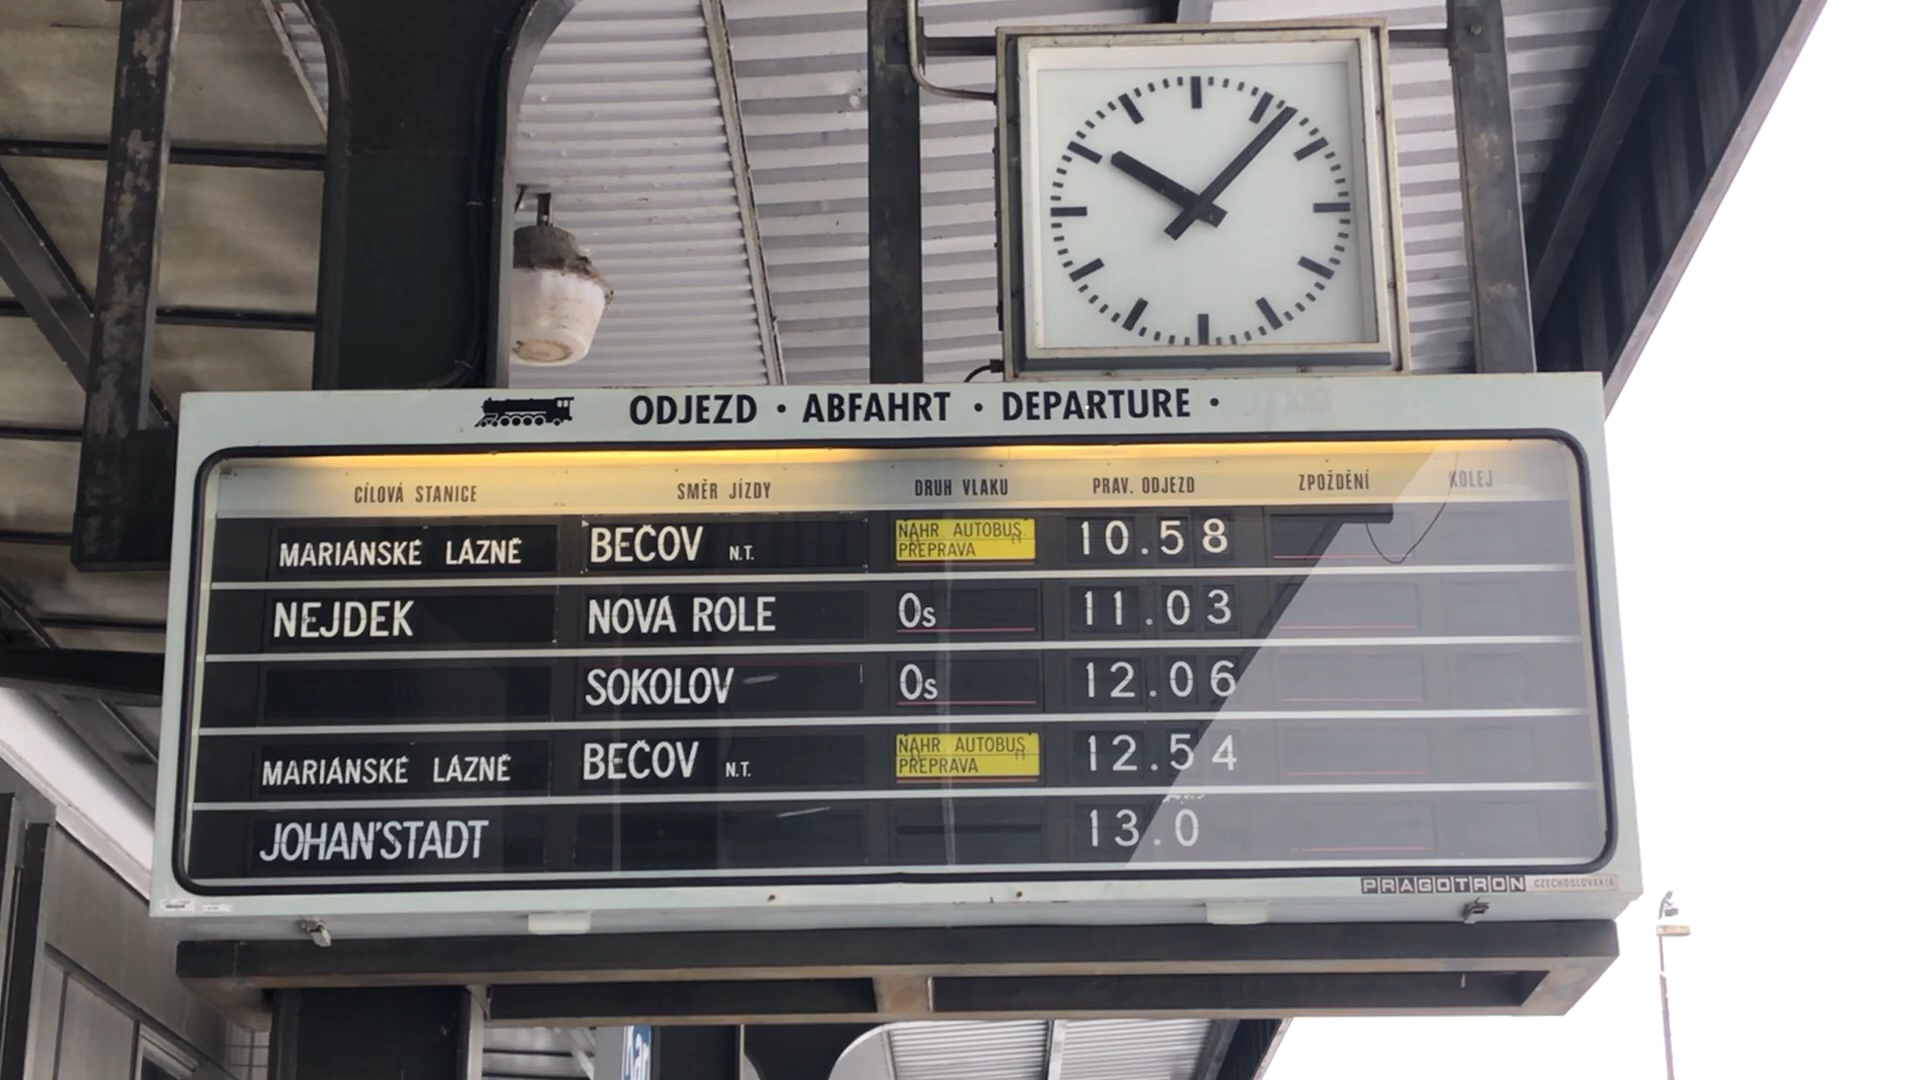 ODJEZD · ABFAHRT · DEPARTURE ·
CÍLOVÁ STANICE SMĚR JÍZDY DRUH VLAKU PRAV. ODJEZD ZPOŽDĚNÍ KOLEJ
MARIÁNSKÉ LÁZNĚ BEČOV N.T. NÁHR AUTOBUS PŘEPRAVA 10.58
NEJDEK NOVÁ ROLE Os 11.03
SOKOLOV Os 12.06
MARIÁNSKÉ LÁZNĚ BEČOV N.T. NÁHR AUTOBUS PŘEPRAVA 12.54
JOHAN'STADT 13.0
PRAGOTRON CZECHOSLOVAKIA